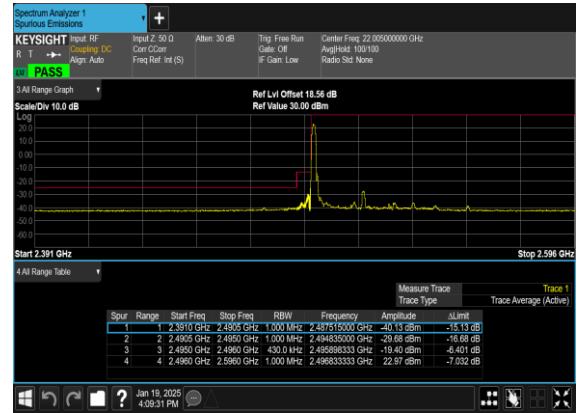 Spectrum Analyzer 1
Spurious Emissions
KEYSIGHT Input: RF Input Z: 50 Ω Atten: 30 dB Trig: Free Run Center Freq: 22.005000000 GHz
R T Coupling: DC Corr CCorr Gate: Off Avg|Hold: 100/100
Align: Auto Freq Ref: Int (S) IF Gain: Low Radio Std: None
PASS
3 All Range Graph
Ref Lvl Offset 18.56 dB
Scale/Div 10.0 dB Ref Value 30.00 dBm
Log
20.0
10.0
0.00
-10.0
-20.0
-30.0
-40.0
-50.0
-60.0
Start 2.391 GHz Stop 2.596 GHz
4 All Range Table
Measure Trace Trace 1
Trace Type Trace Average (Active)
Spur Range Start Freq Stop Freq RBW Frequency Amplitude ΔLimit
1 1 2.3910 GHz 2.4905 GHz 1.000 MHz 2.487515000 GHz -40.13 dBm -15.13 dB
2 2 2.4905 GHz 2.4950 GHz 1.000 MHz 2.494835000 GHz -29.68 dBm -16.68 dB
3 3 2.4950 GHz 2.4960 GHz 430.0 kHz 2.495898333 GHz -19.40 dBm -6.401 dB
4 4 2.4960 GHz 2.5960 GHz 1.000 MHz 2.496833333 GHz 22.97 dBm -7.032 dB
Jan 19, 2025
4:09:31 PM